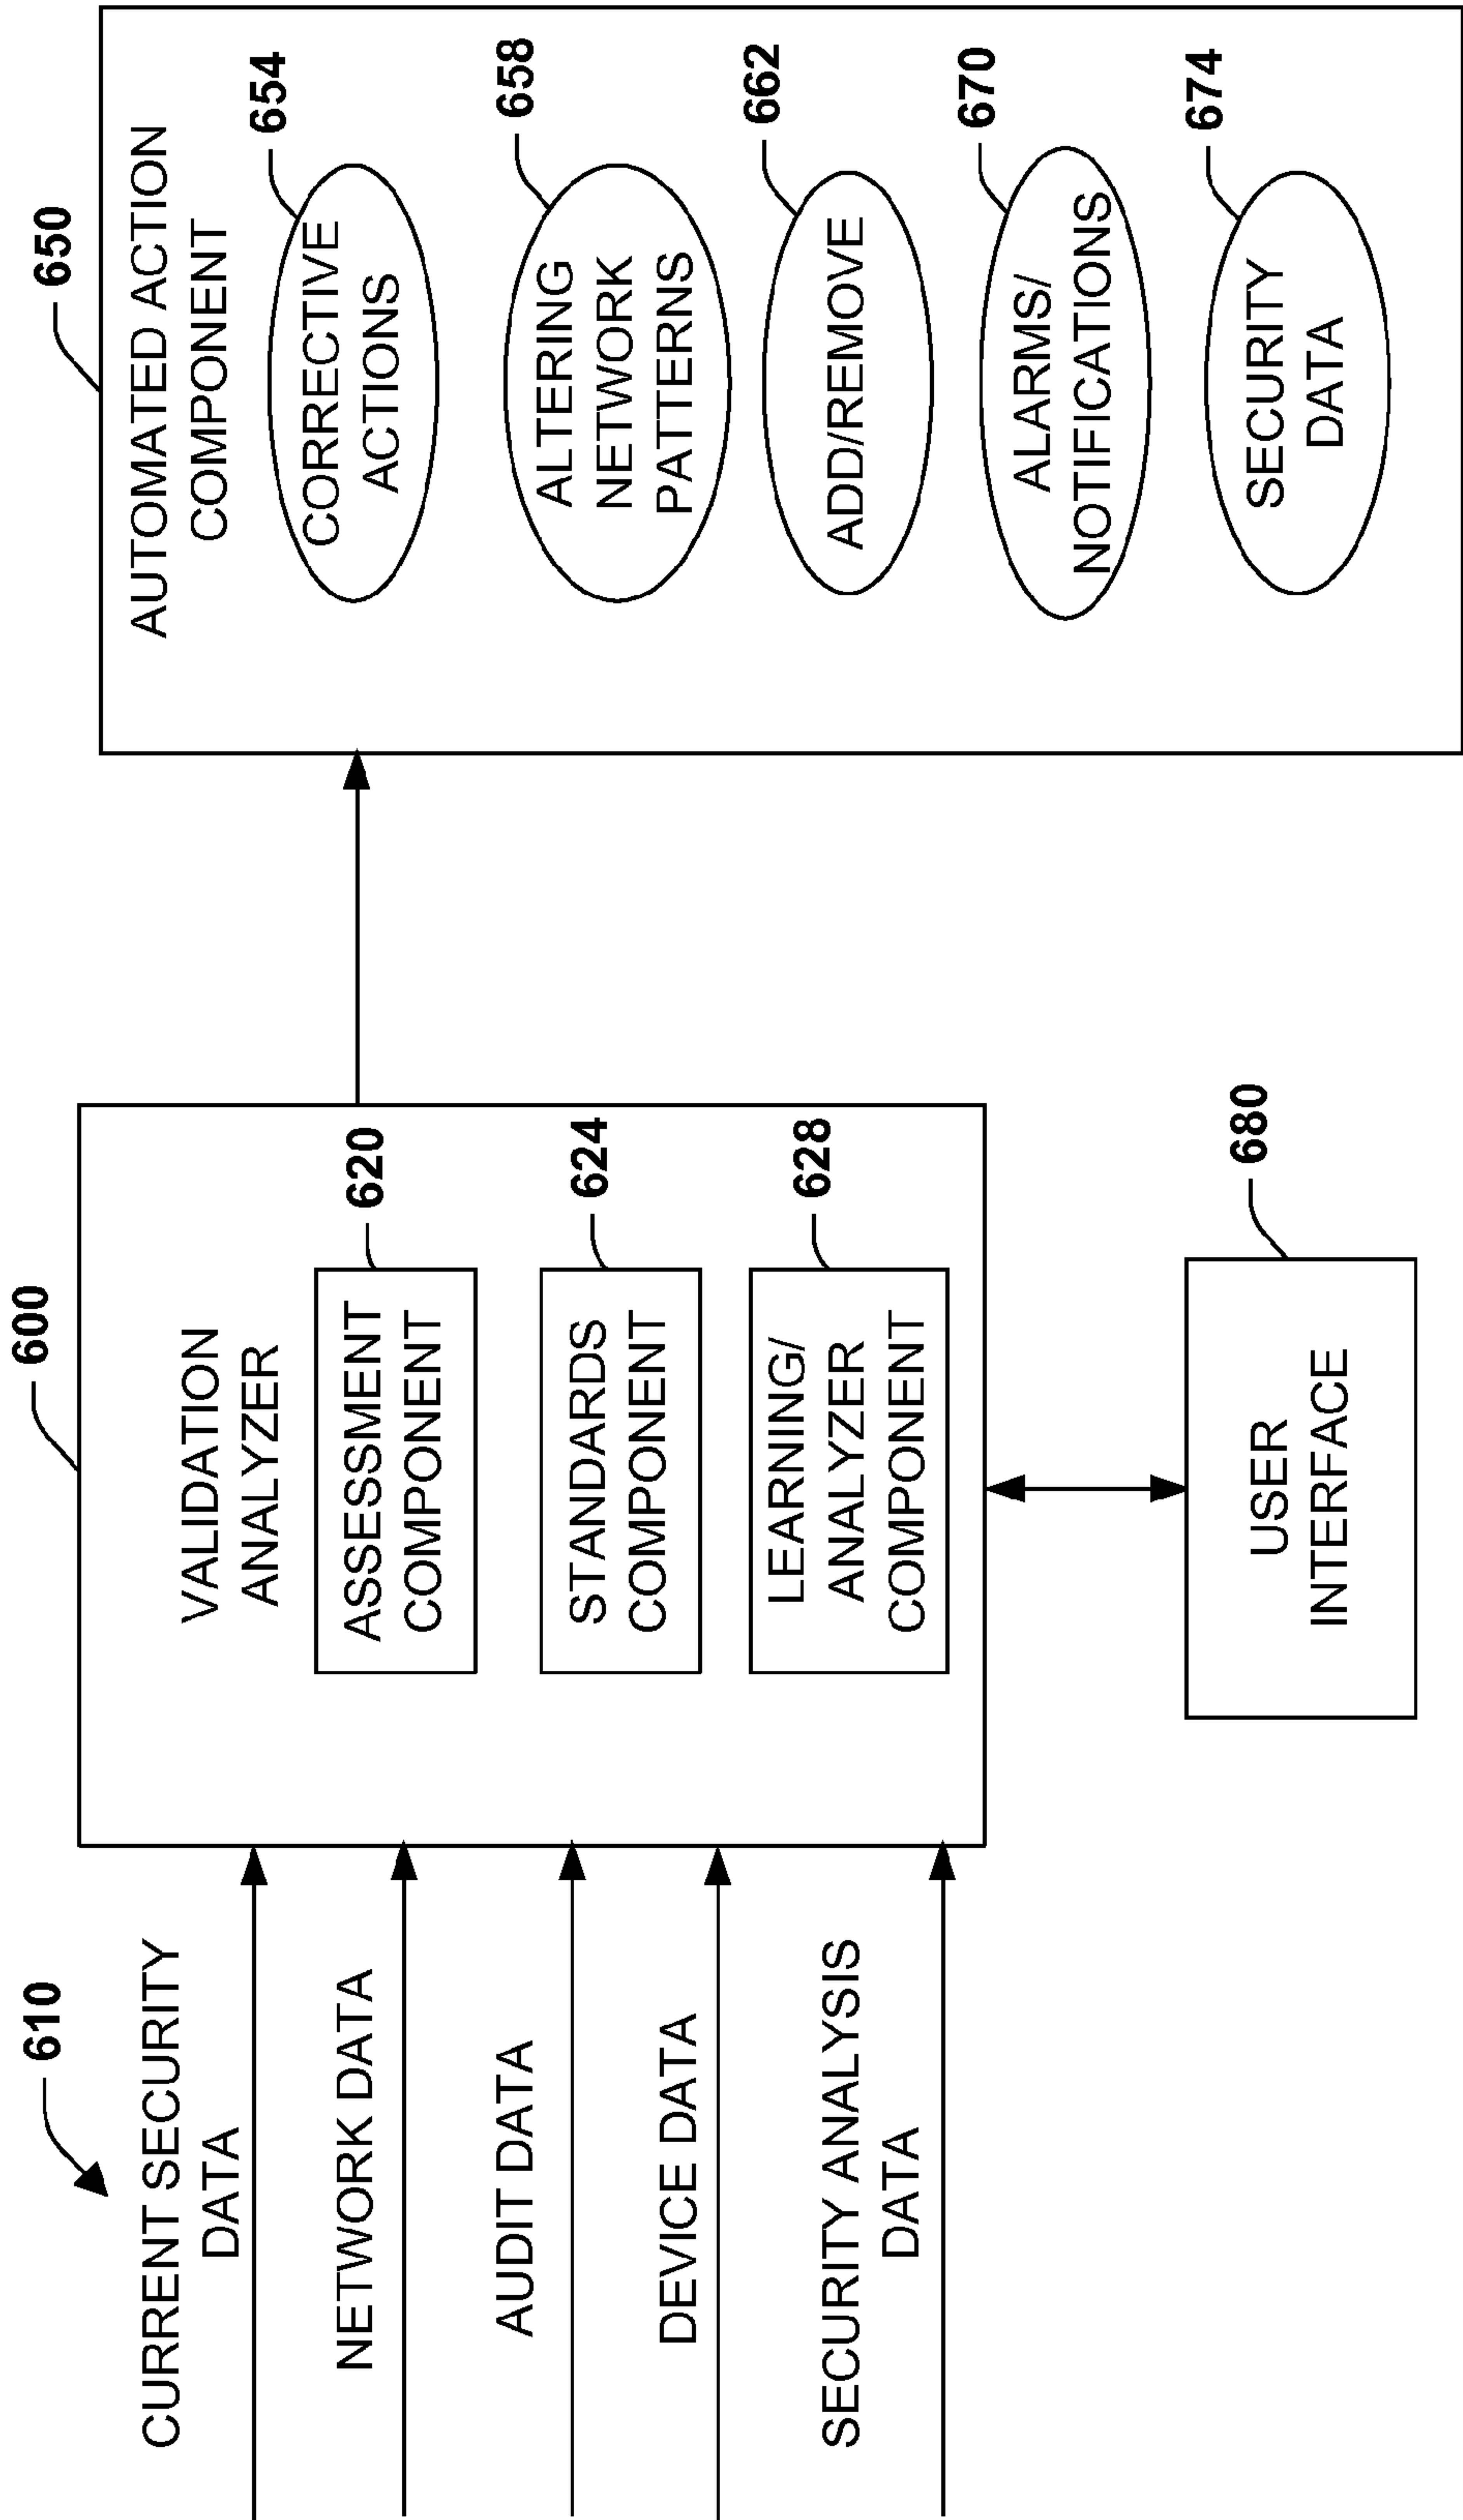 610
CURRENT SECURITY
DATA
NETWORK DATA
AUDIT DATA
DEVICE DATA
SECURITY ANALYSIS
DATA
600
VALIDATION
ANALYZER
620
ASSESSMENT
COMPONENT
624
STANDARDS
COMPONENT
628
LEARNING/
ANALYZER
COMPONENT
680
USER
INTERFACE
650
AUTOMATED ACTION
COMPONENT
654
CORRECTIVE
ACTIONS
658
ALTERING
NETWORK
PATTERNS
662
ADD/REMOVE
670
ALARMS/
NOTIFICATIONS
674
SECURITY
DATA